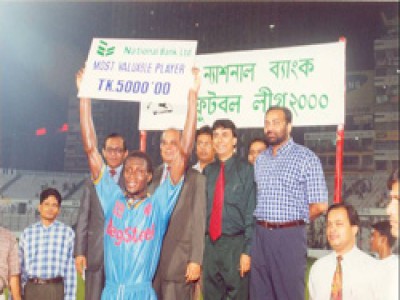 National Bank Ltd
MOST VALUABLE PLAYER
TK.5000'00
ন্যাশনাল ব্যাংক
ফুটবল লীগ ২০০০